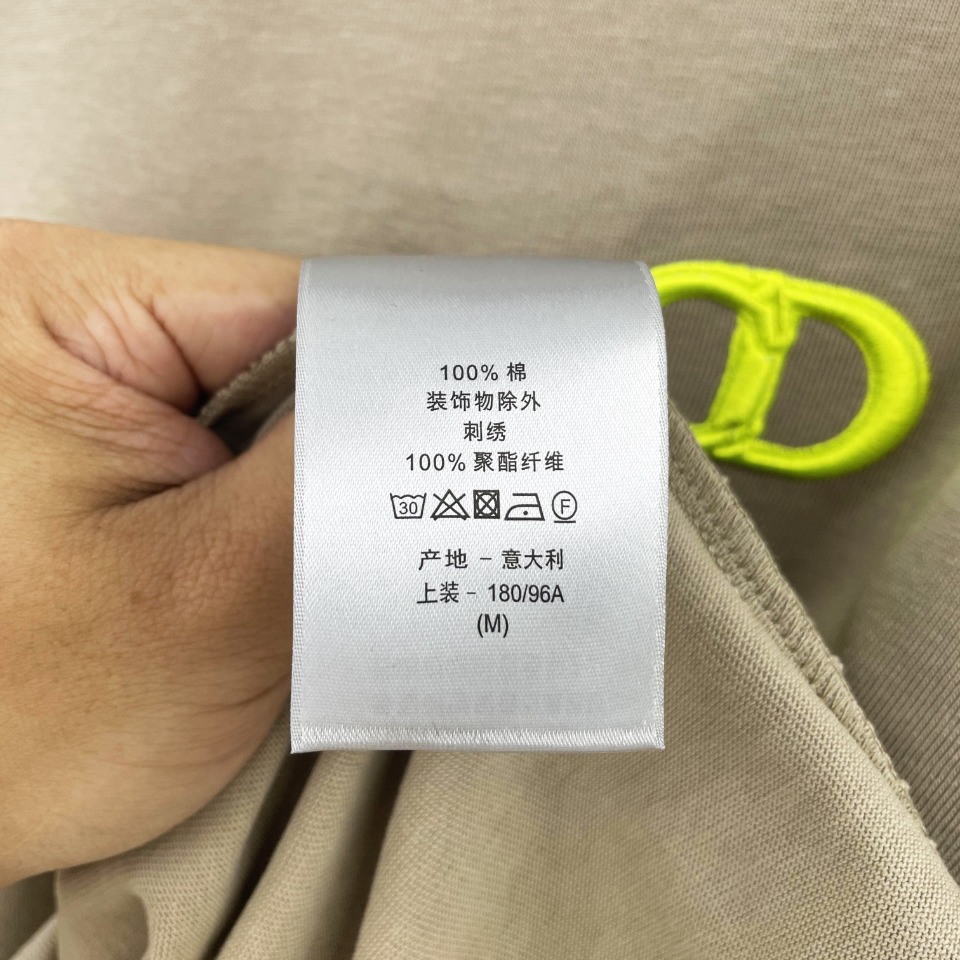 100% 棉
装饰物除外
刺绣
100% 聚酯纤维
30 F
产地 - 意大利
上装 - 180/96A
(M)